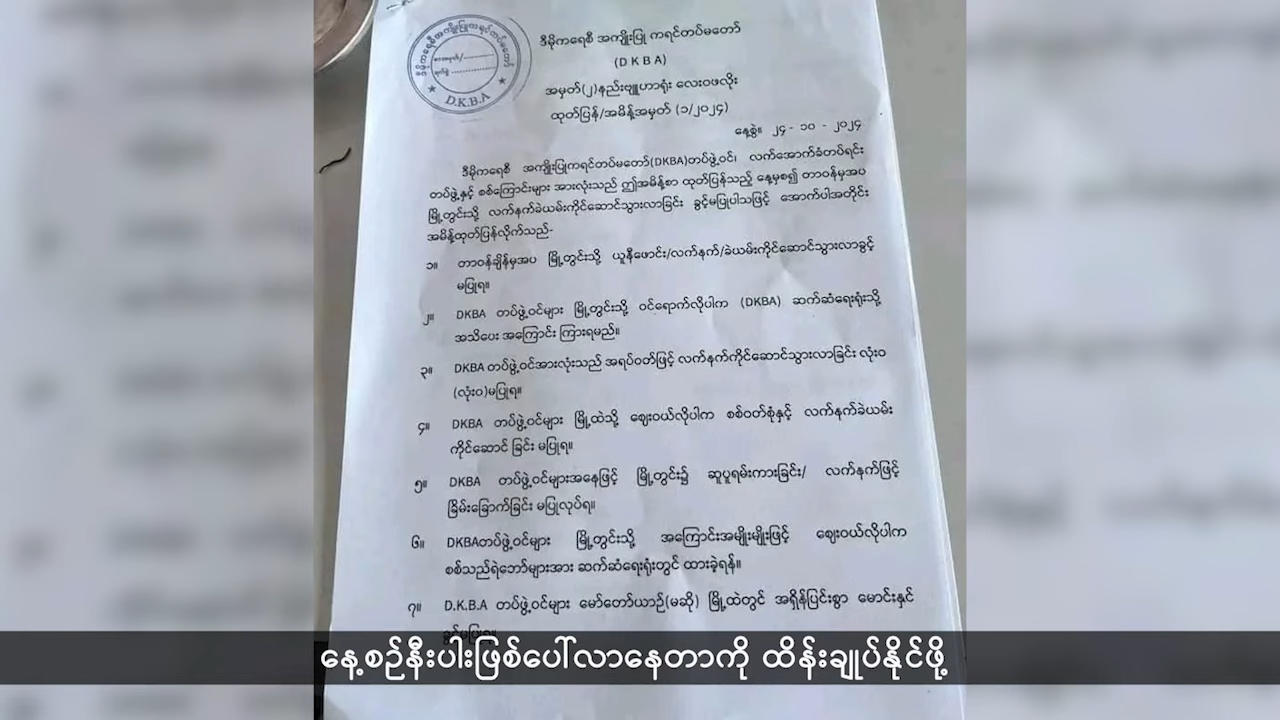 ဒီမိုကရေစီအကျိုးပြုကရင်တပ်မတော်
စာအမှတ်/
ရက်စွဲ
D.K.B.A
ဒီမိုကရေစီ အကျိုးပြု ကရင်တပ်မတော်
(D K B A)
အမှတ်(၂)နည်းဗျူဟာရုံး လေးဝဖလိုး
ထုတ်ပြန်/အမိန့်အမှတ် (၁/၂၀၂၄)
နေ့စွဲ။ ၂၄ - ၁၀ - ၂၀၂၄
ဒီမိုကရေစီ အကျိုးပြုကရင်တပ်မတော်(DKBA)တပ်ဖွဲ့ဝင်၊ လက်အောက်ခံတပ်ရင်း
တပ်ဖွဲ့နှင့် စစ်ကြောင်းများ အားလုံးသည် ဤအမိန့်စာ ထုတ်ပြန်သည့် နေ့မှစ၍ တာဝန်မှအပ
မြို့တွင်းသို့ လက်နက်ခဲယမ်းကိုင်ဆောင်သွားလာခြင်း ခွင့်မပြုပါသဖြင့် အောက်ပါအတိုင်း
အမိန့်ထုတ်ပြန်လိုက်သည်-
၁။ တာဝန်ချိန်မှအပ မြို့တွင်းသို့ ယူနီဖောင်း/လက်နက်/ခဲယမ်းကိုင်ဆောင်သွားလာခွင့်
မပြုရ။
၂။ DKBA တပ်ဖွဲ့ဝင်များ မြို့တွင်းသို့ ဝင်ရောက်လိုပါက (DKBA) ဆက်ဆံရေးရုံးသို့
အသိပေး အကြောင်း ကြားရမည်။
၃။ DKBA တပ်ဖွဲ့ဝင်အားလုံးသည် အရပ်ဝတ်ဖြင့် လက်နက်ကိုင်ဆောင်သွားလာခြင်း လုံးဝ
(လုံးဝ)မပြုရ။
၄။ DKBA တပ်ဖွဲ့ဝင်များ မြို့ထဲသို့ ဈေးဝယ်လိုပါက စစ်ဝတ်စုံနှင့် လက်နက်ခဲယမ်း
ကိုင်ဆောင် ခြင်း မပြုရ။
၅။ DKBA တပ်ဖွဲ့ဝင်များအနေဖြင့် မြို့တွင်း၌ ဆူပူရမ်းကားခြင်း/ လက်နက်ဖြင့်
ခြိမ်းခြောက်ခြင်း မပြုလုပ်ရ။
၆။ DKBAတပ်ဖွဲ့ဝင်များ မြို့တွင်းသို့ အကြောင်းအမျိုးမျိုးဖြင့် ဈေးဝယ်လိုပါက
စစ်သည်ရဲဘော်များအား ဆက်ဆံရေးရုံးတွင် ထားခဲ့ရန်။
၇။ D.K.B.A တပ်ဖွဲ့ဝင်များ မော်တော်ယာဉ်(မဆို) မြို့ထဲတွင် အရှိန်ပြင်းစွာ မောင်းနှင်
နေ့စဉ်နီးပါးဖြစ်ပေါ်လာနေတာကို ထိန်းချုပ်နိုင်ဖို့